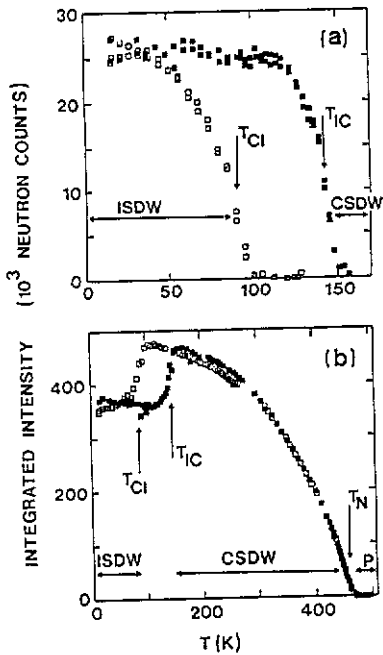 (a)
30
20
10
0
T_CI
T_IC
ISDW
CSDW
0 50 100 150
(10³ NEUTRON COUNTS)
(b)
400
200
0
T_CI
T_IC
T_N
ISDW
CSDW
P
0 200 400
INTEGRATED INTENSITY
T(K)